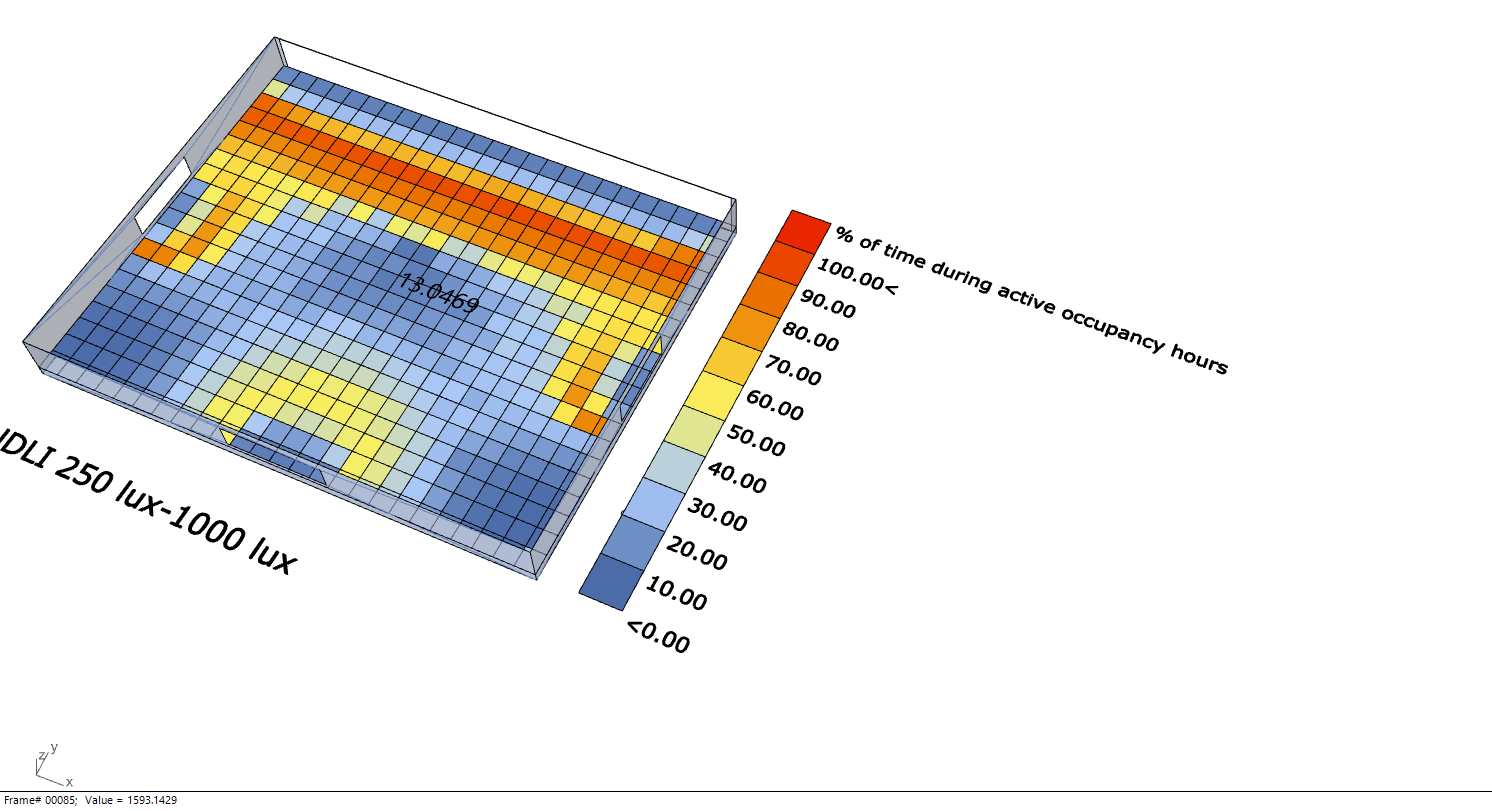 13.0469
% of time during active occupancy hours
100.00<
90.00
80.00
70.00
60.00
50.00
40.00
30.00
20.00
10.00
<0.00
250 lux-1000 lux
z y
x
Frame# 00085; Value = 1593.1429